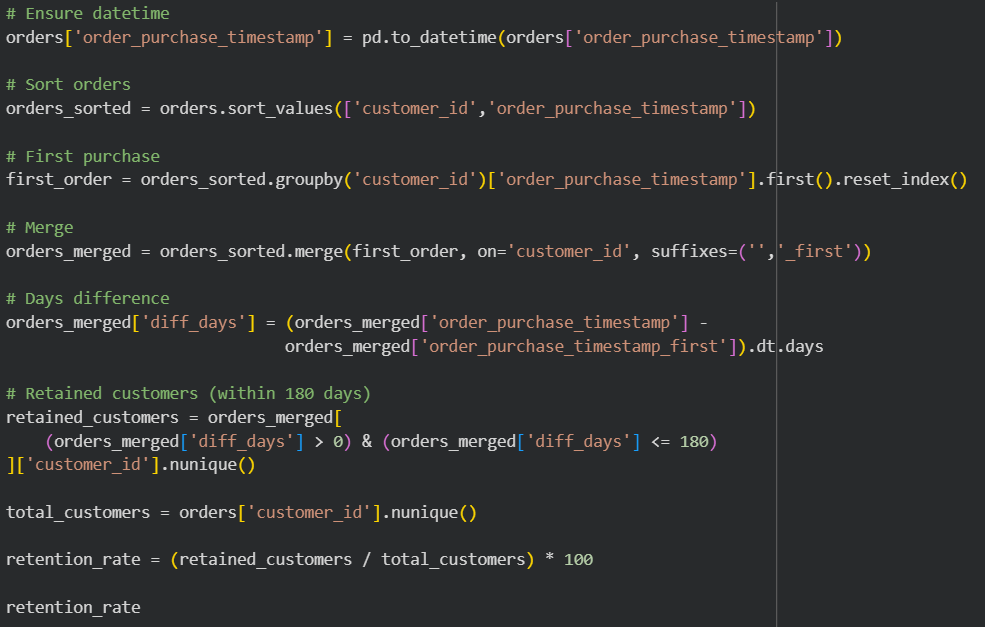 # Ensure datetime
orders['order_purchase_timestamp'] = pd.to_datetime(orders['order_purchase_timestamp'])
# Sort orders
orders_sorted = orders.sort_values(['customer_id','order_purchase_timestamp'])
# First purchase
first_order = orders_sorted.groupby('customer_id')['order_purchase_timestamp'].first().reset_index()
# Merge
orders_merged = orders_sorted.merge(first_order, on='customer_id', suffixes=('','_first'))
# Days difference
orders_merged['diff_days'] = (orders_merged['order_purchase_timestamp'] -
                             orders_merged['order_purchase_timestamp_first']).dt.days
# Retained customers (within 180 days)
retained_customers = orders_merged[
    (orders_merged['diff_days'] > 0) & (orders_merged['diff_days'] <= 180)
]['customer_id'].nunique()
total_customers = orders['customer_id'].nunique()
retention_rate = (retained_customers / total_customers) * 100
retention_rate